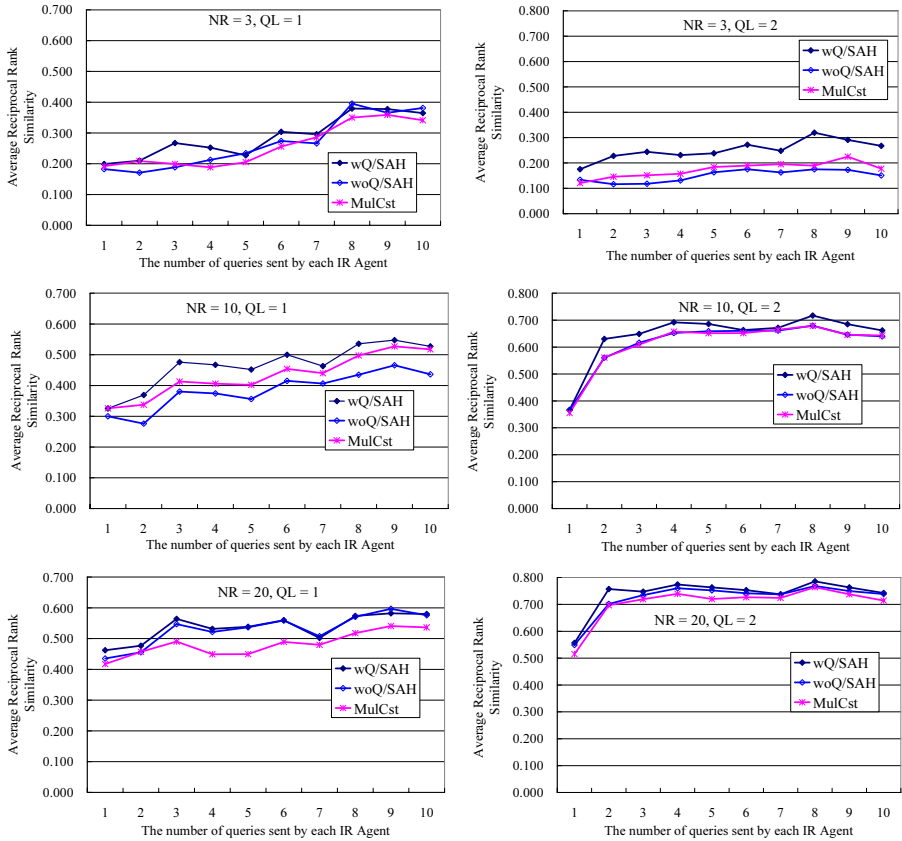 NR = 3, QL = 1
0.700
0.600
0.500
0.400
0.300
0.200
0.100
0.000
Average Reciprocal Rank
Similarity
wQ/SAH
woQ/SAH
MulCst
1 2 3 4 5 6 7 8 9 10
The number of queries sent by each IR Agent
NR = 3, QL = 2
0.800
0.700
0.600
0.500
0.400
0.300
0.200
0.100
0.000
Average Reciprocal Rank
Similarity
wQ/SAH
woQ/SAH
MulCst
1 2 3 4 5 6 7 8 9 10
The number of queries sent by each IR Agent
NR = 10, QL = 1
0.700
0.600
0.500
0.400
0.300
0.200
0.100
0.000
Average Reciprocal Rank
Similarity
wQ/SAH
woQ/SAH
MulCst
1 2 3 4 5 6 7 8 9 10
The number of queries sent by each IR Agent
NR = 10, QL = 2
0.800
0.700
0.600
0.500
0.400
0.300
0.200
0.100
0.000
Average Reciprocal Rank
Similarity
wQ/SAH
woQ/SAH
MulCst
1 2 3 4 5 6 7 8 9 10
The number of queries sent by each IR Agent
NR = 20, QL = 1
0.700
0.600
0.500
0.400
0.300
0.200
0.100
0.000
Average Reciprocal Rank
Similarity
wQ/SAH
woQ/SAH
MulCst
1 2 3 4 5 6 7 8 9 10
The number of queries sent by each IR Agent
NR = 20, QL = 2
0.800
0.700
0.600
0.500
0.400
0.300
0.200
0.100
0.000
Average Reciprocal Rank
Similarity
wQ/SAH
woQ/SAH
MulCst
1 2 3 4 5 6 7 8 9 10
The number of queries sent by each IR Agent